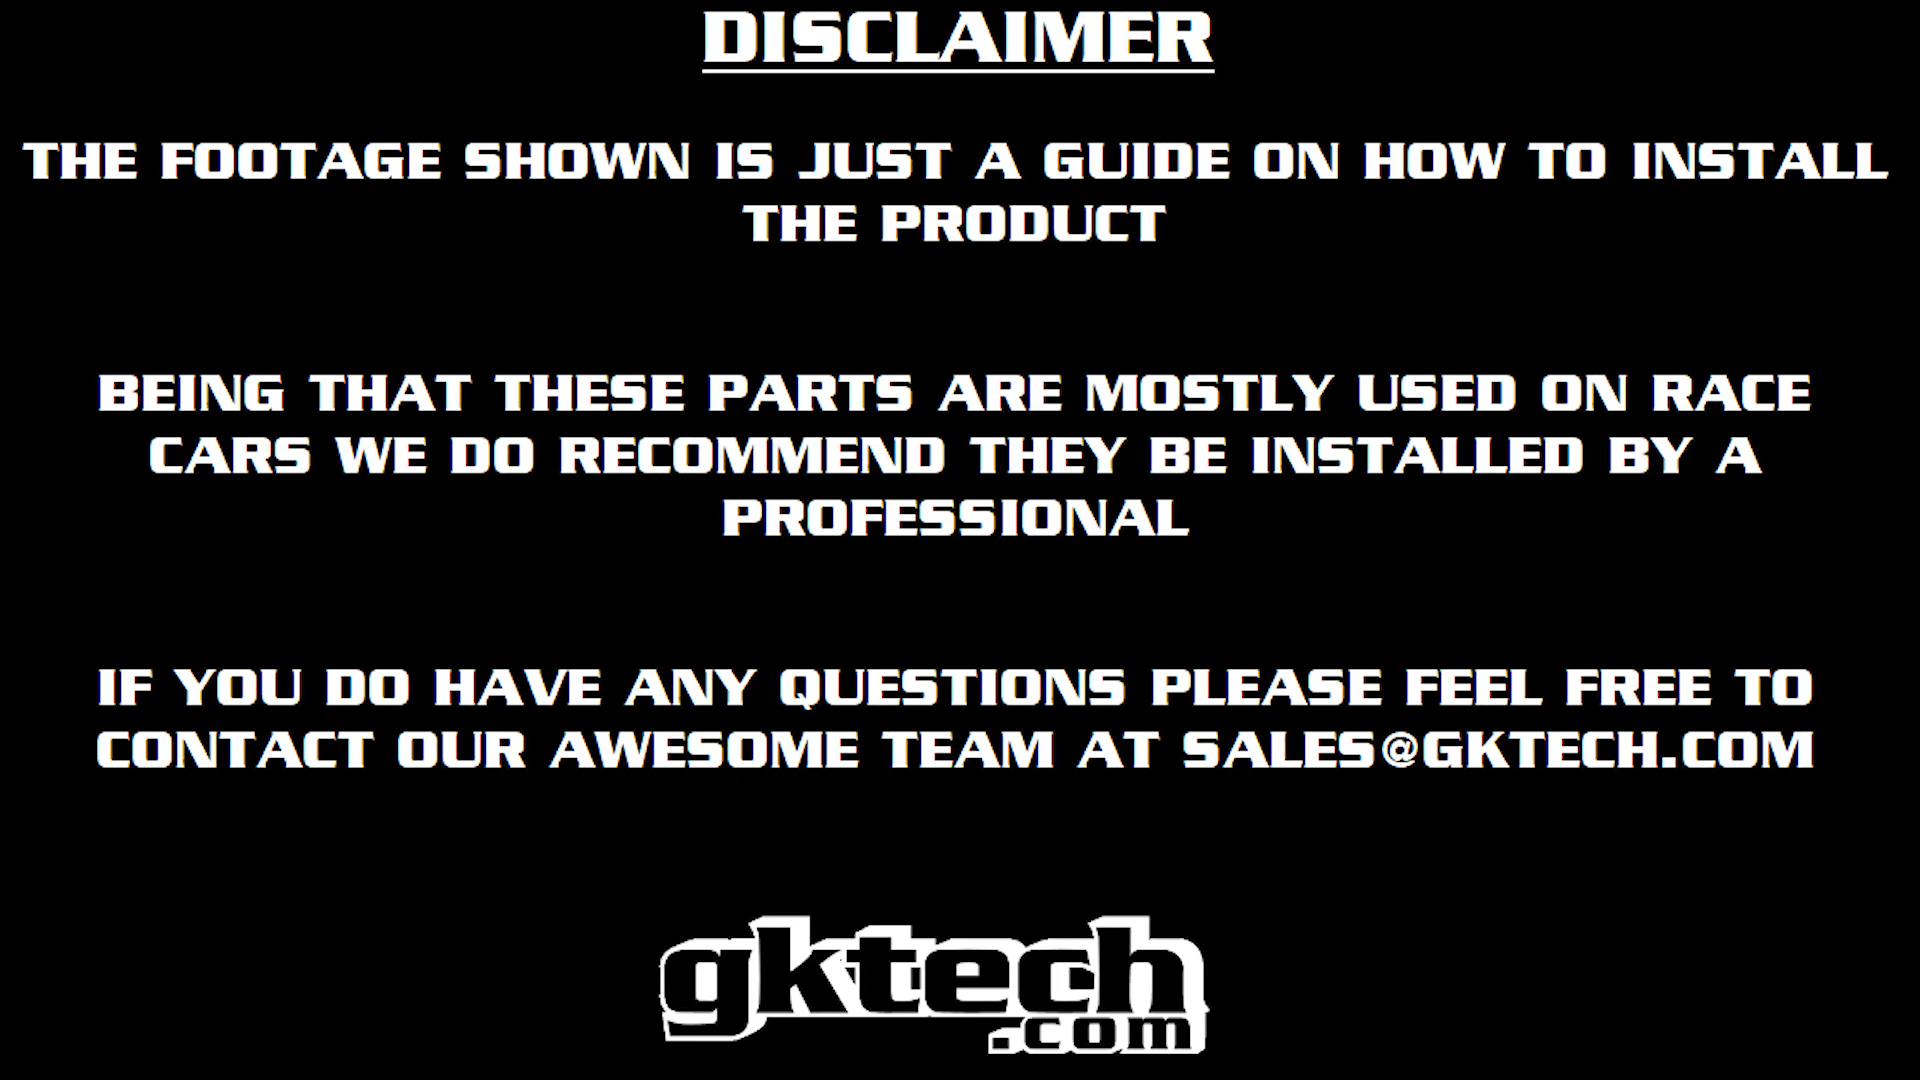 DISCLAIMER
THE FOOTAGE SHOWN IS JUST A GUIDE ON HOW TO INSTALL
THE PRODUCT
BEING THAT THESE PARTS ARE MOSTLY USED ON RACE
CARS WE DO RECOMMEND THEY BE INSTALLED BY A
PROFESSIONAL
IF YOU DO HAVE ANY QUESTIONS PLEASE FEEL FREE TO
CONTACT OUR AWESOME TEAM AT SALES@GKTECH.COM
gktech
.com